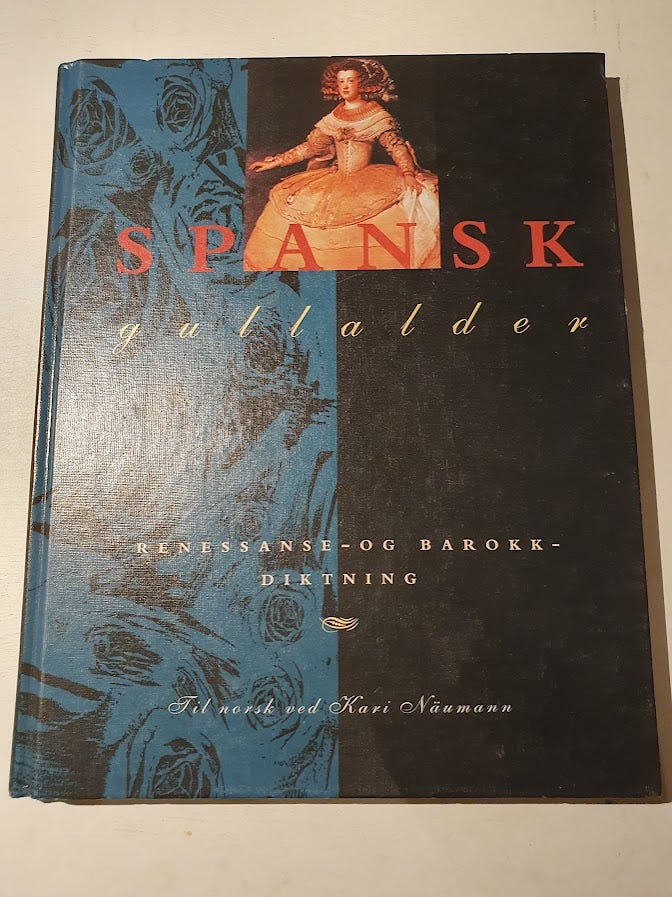 SPANSK
gullalder
RENESSANSE-OG BAROKK-
DIKTNING
Til norsk ved Kari Näumann